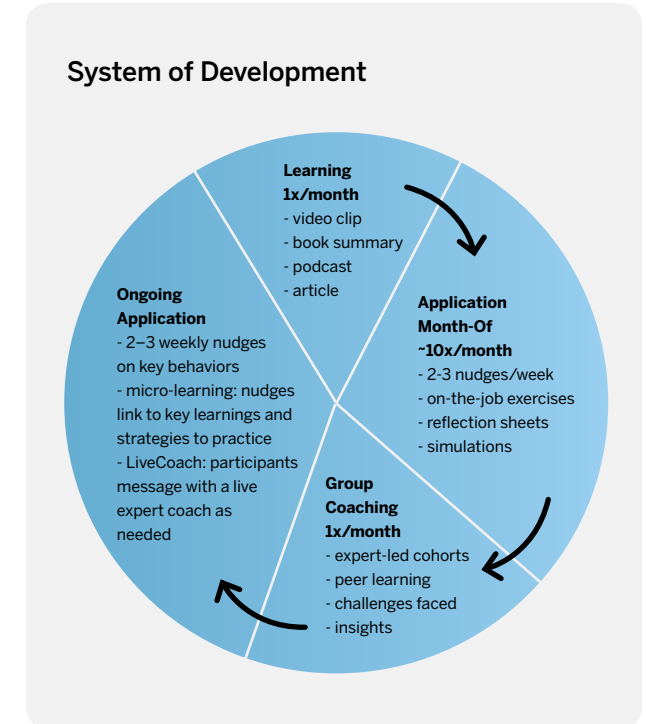 System of Development
Learning
1x/month
- video clip
- book summary
- podcast
- article
Application
Month-Of
~10x/month
- 2-3 nudges/week
- on-the-job exercises
- reflection sheets
- simulations
Group
Coaching
1x/month
- expert-led cohorts
- peer learning
- challenges faced
- insights
Ongoing
Application
- 2–3 weekly nudges
on key behaviors
- micro-learning: nudges
link to key learnings and
strategies to practice
- LiveCoach: participants
message with a live
expert coach as
needed